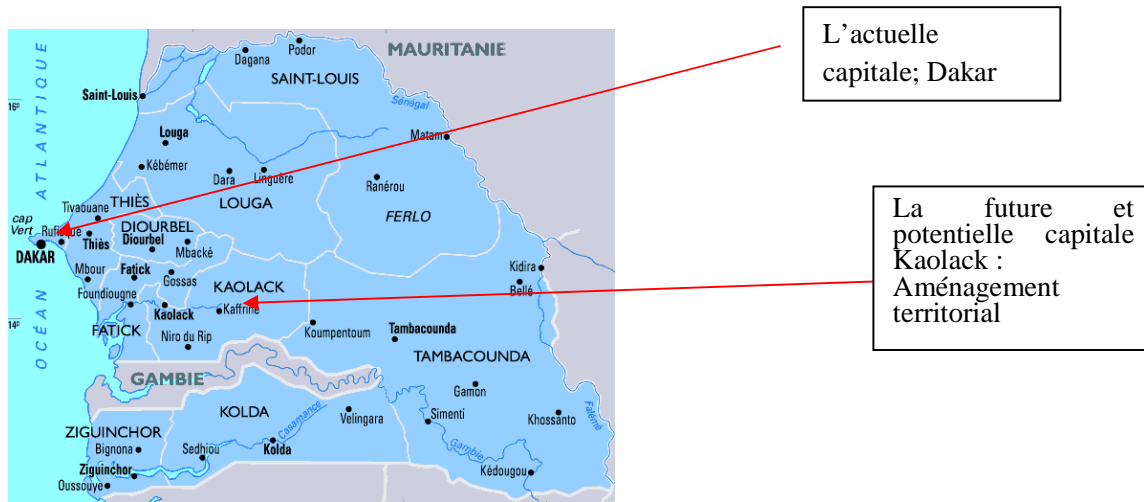 L'actuelle
capitale; Dakar
La future et
potentielle capitale
Kaolack :
Aménagement
territorial
MAURITANIE
Podor
Dagana
SAINT-LOUIS
Saint-Louis
16º
Sénégal
Louga
Matam
Kébémer
Dara
Linguère
Ranérou
OCÉAN ATLANTIQUE
THIÈS
Tivaouane
LOUGA
FERLO
cap
Vert
Rufisque
Thiès
DIOURBEL
Diourbel
Mbacké
DAKAR
Mbour
Fatick
Gossas
Kidira
Bellé
KAOLACK
Foundiougne
Kaolack
Kaffrine
14º
FATICK
Niro du Rip
Koumpentoum
Tambacounda
TAMBACOUNDA
GAMBIE
Gamon
KOLDA
Velingara
Simenti
Khossanto
Falémé
Casamance
ZIGUINCHOR
Bignona
Sedhiou
Kolda
Gambie
Ziguinchor
Kédougou
Oussouye